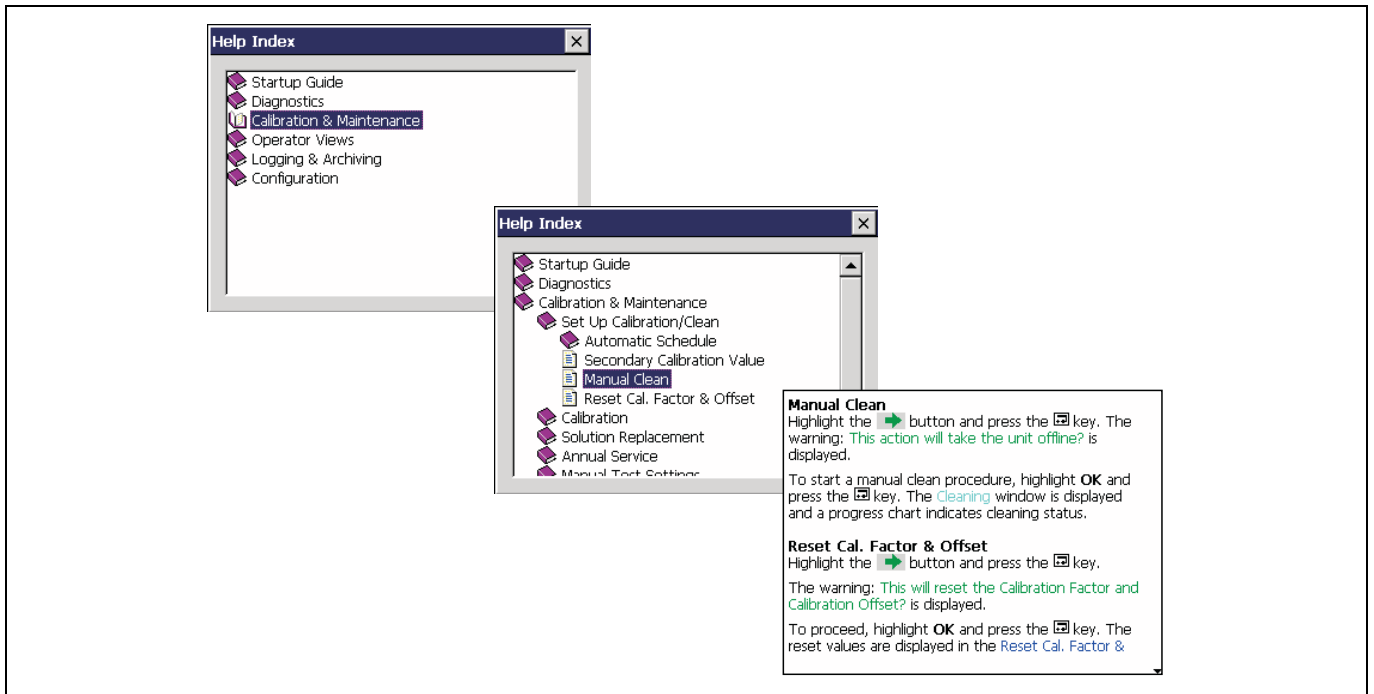 Help Index
Startup Guide
Diagnostics
Calibration & Maintenance
Operator Views
Logging & Archiving
Configuration
Help Index
Startup Guide
Diagnostics
Calibration & Maintenance
Set Up Calibration/Clean
Automatic Schedule
Secondary Calibration Value
Manual Clean
Reset Cal. Factor & Offset
Calibration
Solution Replacement
Annual Service
Manual Test Settings
Manual Clean
Highlight the button and press the key. The
warning: This action will take the unit offline? is
displayed.
To start a manual clean procedure, highlight OK and
press the key. The Cleaning window is displayed
and a progress chart indicates cleaning status.
Reset Cal. Factor & Offset
Highlight the button and press the key.
The warning: This will reset the Calibration Factor and
Calibration Offset? is displayed.
To proceed, highlight OK and press the key. The
reset values are displayed in the Reset Cal. Factor &